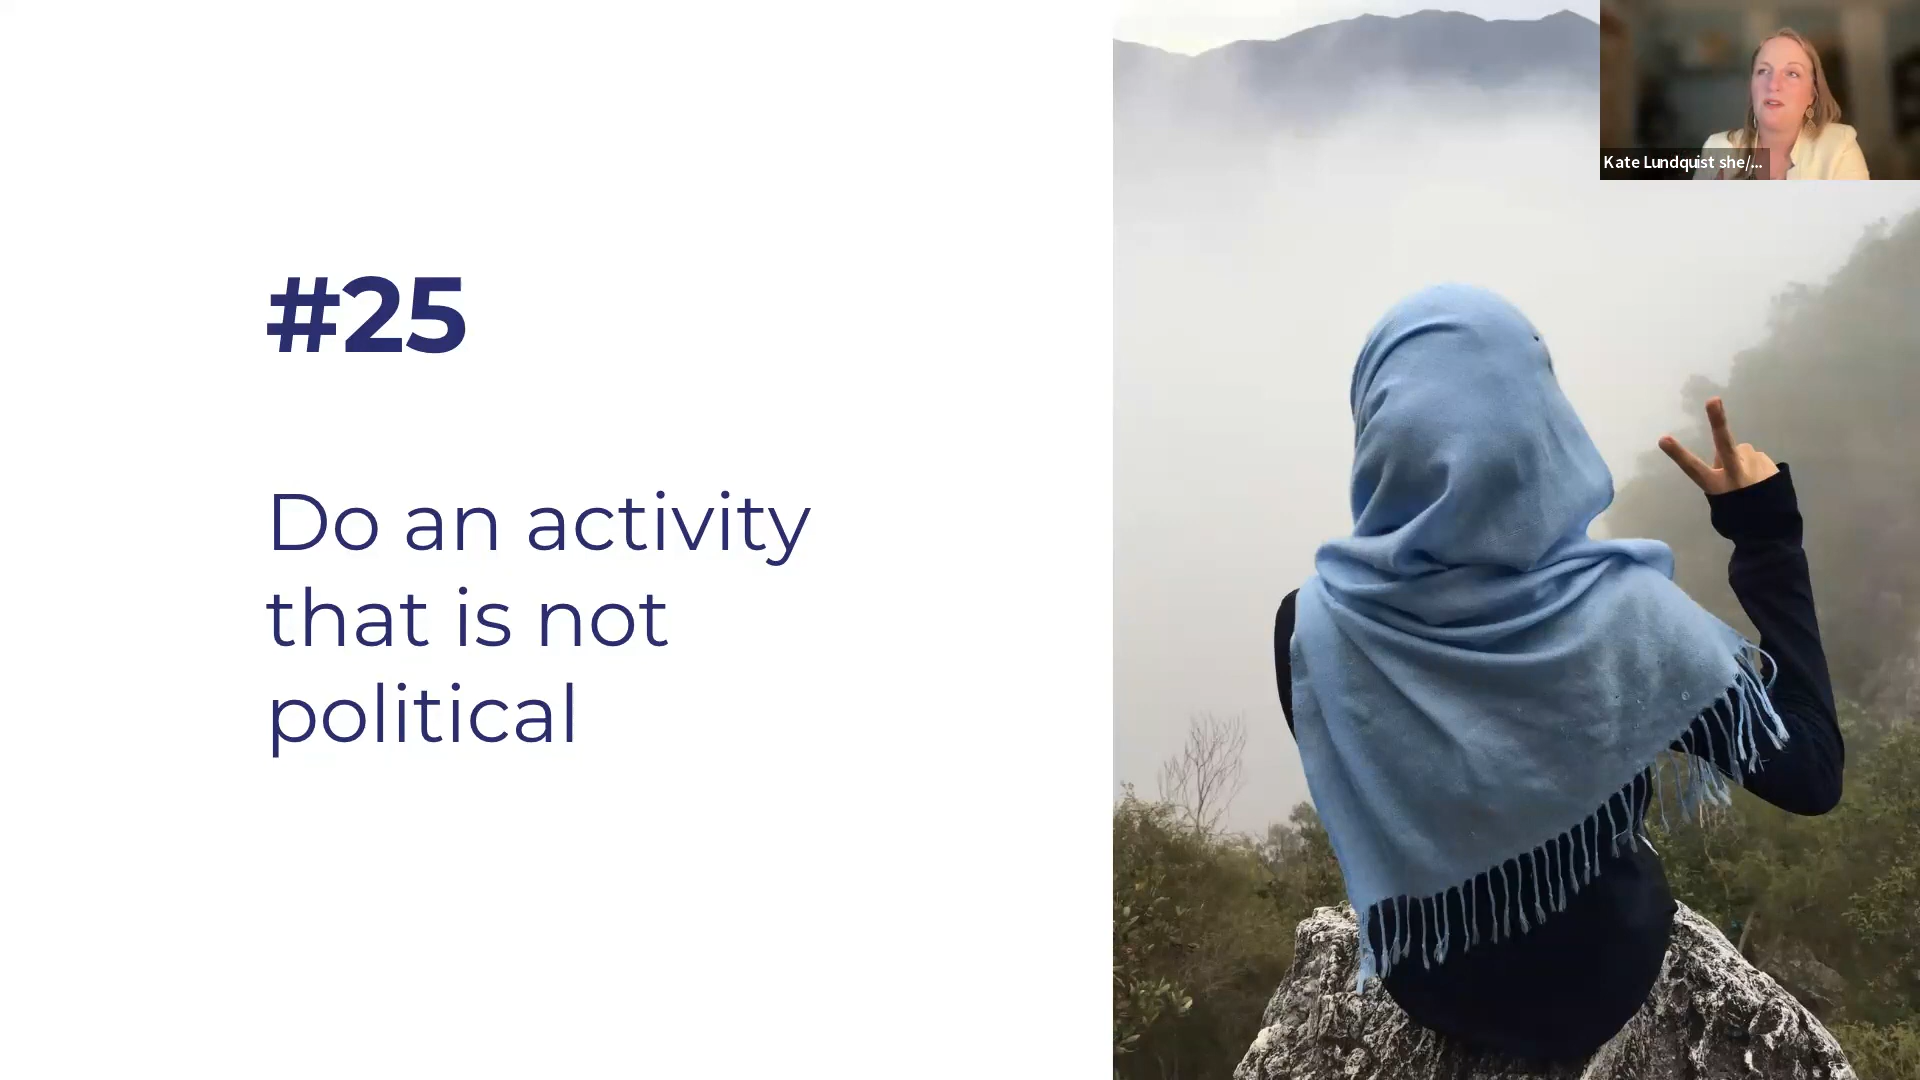 #25
Do an activity
that is not
political
Kate Lundquist she/...